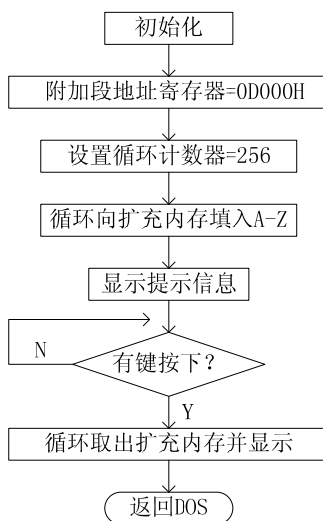 初始化
附加段地址寄存器=0D000H
设置循环计数器=256
循环向扩充内存填入A-Z
显示提示信息
N
有键按下?
Y
循环取出扩充内存并显示
返回DOS